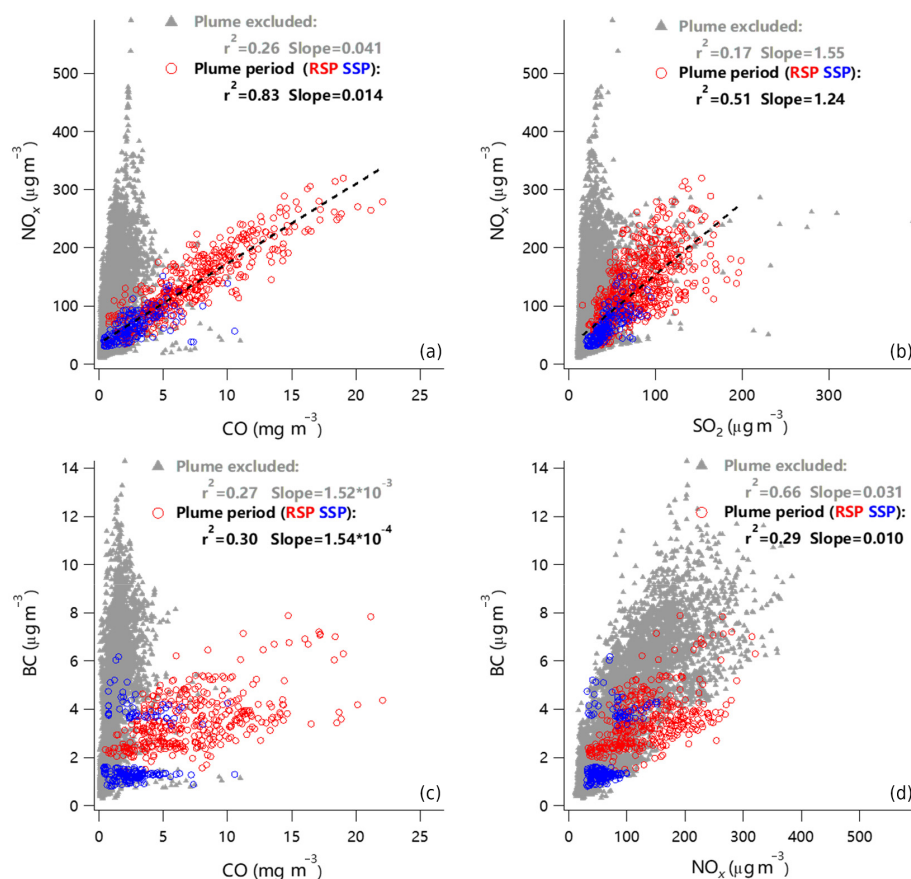 Plume excluded:
r²=0.26 Slope=0.041
Plume period (RSP SSP):
r²=0.83 Slope=0.014
500
400
300
200
100
0
NOₓ (µg m⁻³)
0 5 10 15 20 25
CO (mg m⁻³)
(a)
Plume excluded:
r²=0.17 Slope=1.55
Plume period (RSP SSP):
r²=0.51 Slope=1.24
500
400
300
200
100
0
NOₓ (µg m⁻³)
0 100 200 300
SO₂ (µg m⁻³)
(b)
Plume excluded:
r²=0.27 Slope=1.52*10⁻³
Plume period (RSP SSP):
r²=0.30 Slope=1.54*10⁻⁴
14
12
10
8
6
4
2
0
BC (µg m⁻³)
0 5 10 15 20 25
CO (mg m⁻³)
(c)
Plume excluded:
r²=0.66 Slope=0.031
Plume period (RSP SSP):
r²=0.29 Slope=0.010
14
12
10
8
6
4
2
0
BC (µg m⁻³)
0 100 200 300 400 500
NOₓ (µg m⁻³)
(d)